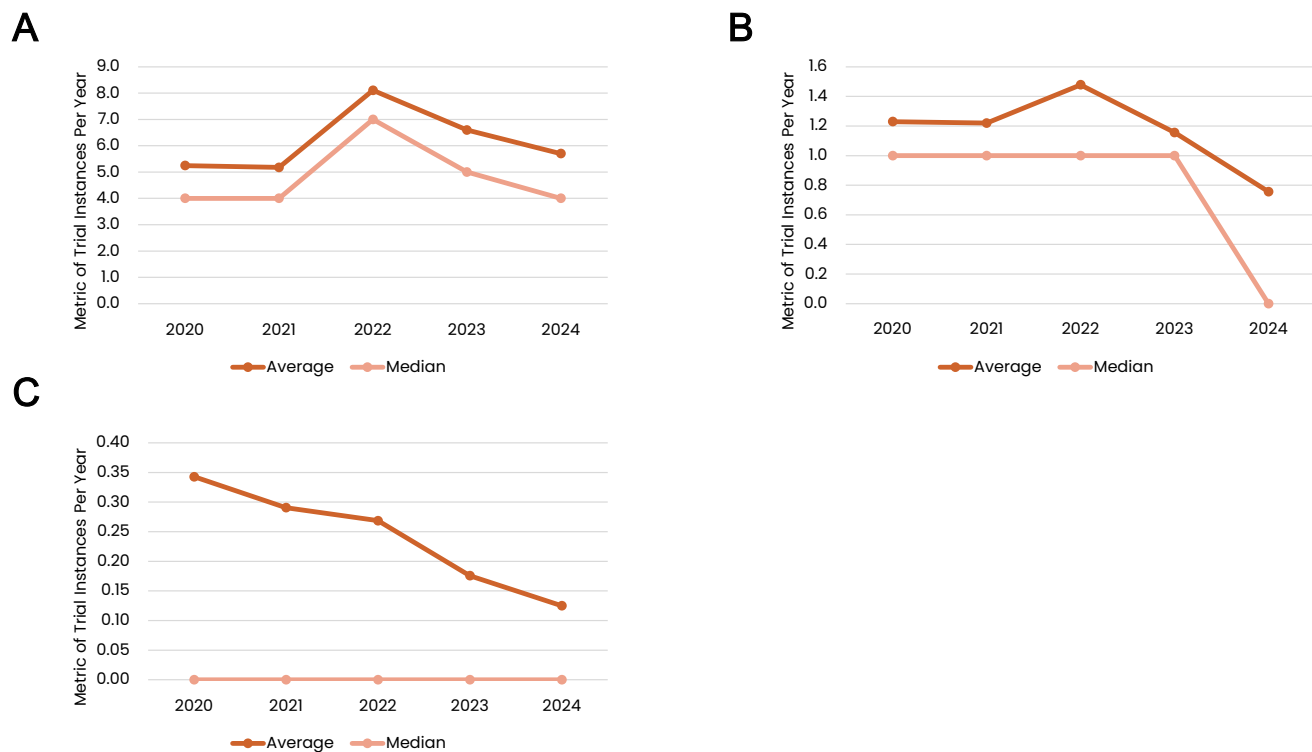 A
Metric of Trial Instances Per Year
9.0
8.0
7.0
6.0
5.0
4.0
3.0
2.0
1.0
0.0
2020 2021 2022 2023 2024
Average Median
B
Metric of Trial Instances Per Year
1.6
1.4
1.2
1.0
0.8
0.6
0.4
0.2
0.0
2020 2021 2022 2023 2024
Average Median
C
Metric of Trial Instances Per Year
0.40
0.35
0.30
0.25
0.20
0.15
0.10
0.05
0.00
2020 2021 2022 2023 2024
Average Median